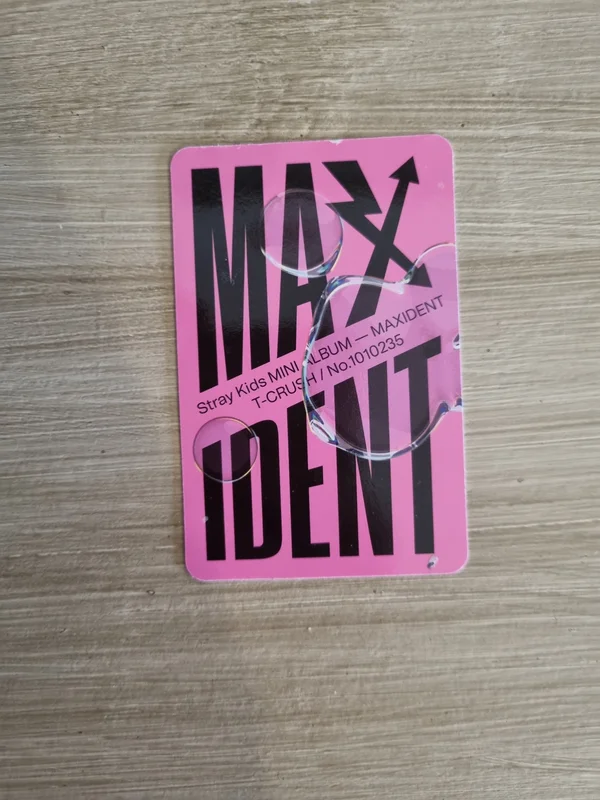 MAX
Stray Kids MINI ALBUM — MAXIDENT
T-CRUSH / No.1010235
IDENT